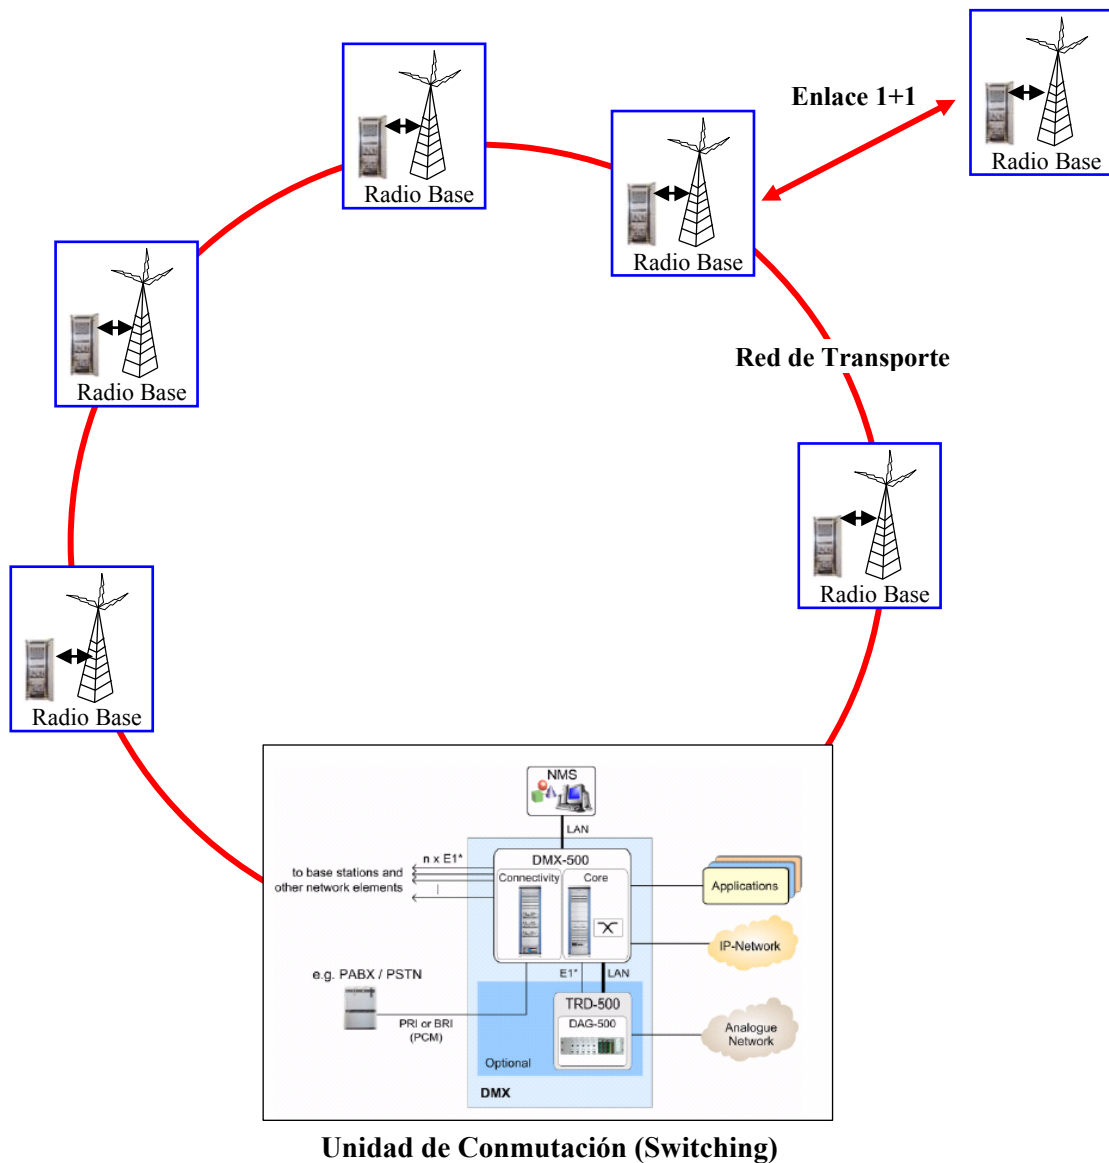 Enlace 1+1
Radio Base
Radio Base
Radio Base
Radio Base
Red de Transporte
Radio Base
Radio Base
Radio Base
NMS
LAN
n x E1*
to base stations and
other network elements
DMX-500
Connectivity
Core
Applications
IP-Network
E1*
LAN
e.g. PABX / PSTN
PRI or BRI
(PCM)
TRD-500
DAG-500
Analogue
Network
Optional
DMX
Unidad de Conmutación (Switching)